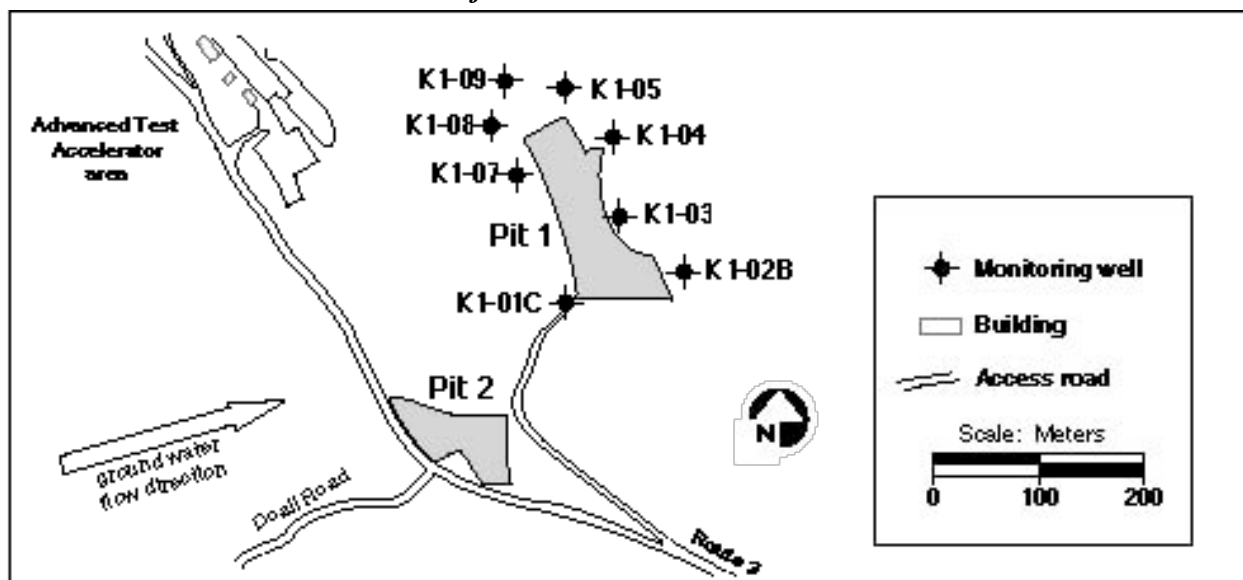 K1-09
K1-05
K1-08
K1-04
Advanced Test
Accelerator
area
K1-07
K1-03
Pit 1
K1-02B
K1-01C
Pit 2
ground water
flow direction
Doall Road
Route 3
N
Monitoring well
Building
Access road
Scale: Meters
0 100 200